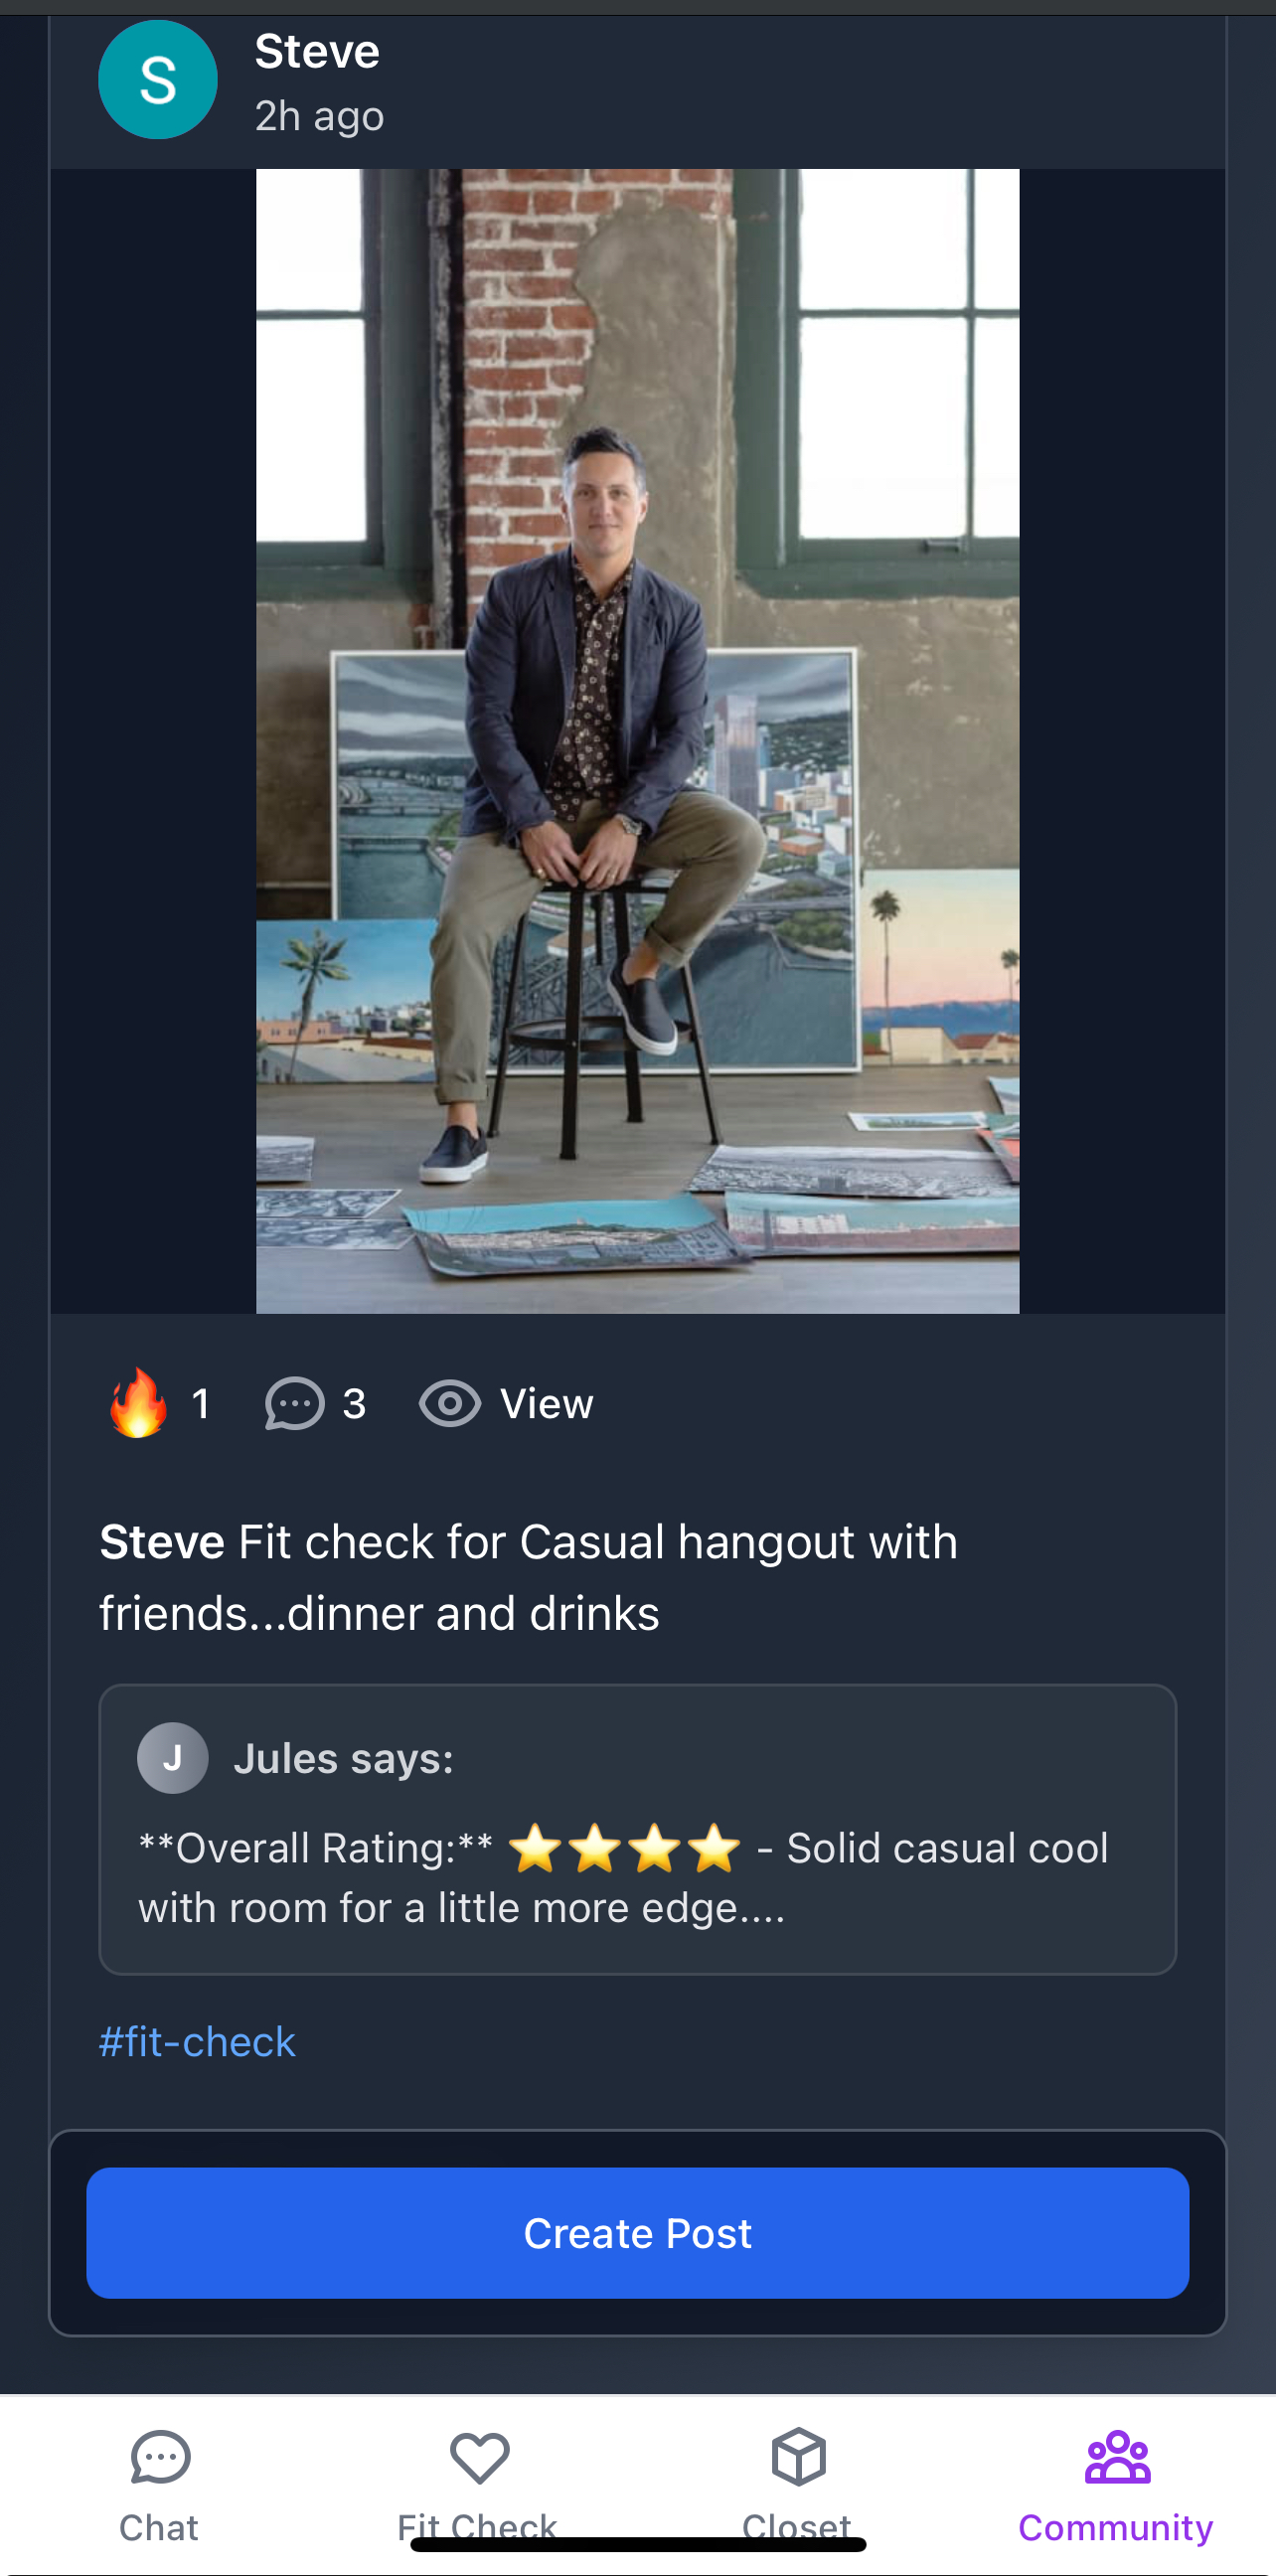 S
Steve
2h ago
🔥 1 3 View
Steve Fit check for Casual hangout with
friends...dinner and drinks
J
Jules says:
**Overall Rating:** ⭐⭐⭐⭐ - Solid casual cool
with room for a little more edge....
#fit-check
Create Post
Chat Fit Check Closet Community